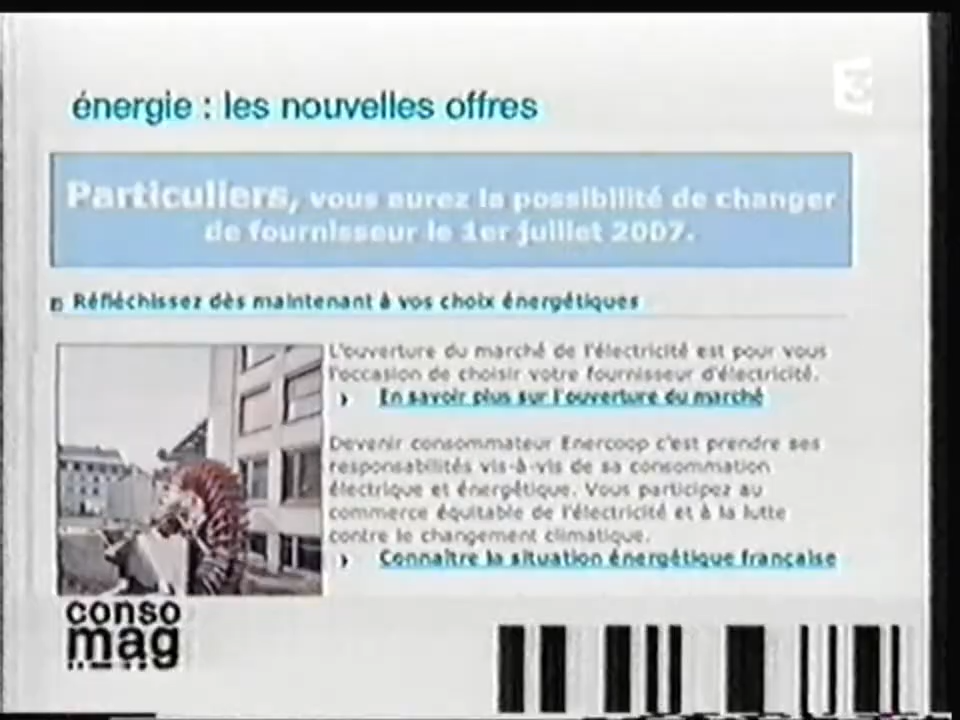 3
énergie : les nouvelles offres
Particuliers, vous aurez la possibilité de changer
de fournisseur le 1er juillet 2007.
Réfléchissez dès maintenant à vos choix énergétiques
L'ouverture du marché de l'électricité est pour vous
l'occasion de choisir votre fournisseur d'électricité.
› En savoir plus sur l'ouverture du marché
Devenir consommateur Enercoop c'est prendre ses
responsabilités vis-à-vis de sa consommation
électrique et énergétique. Vous participez au
commerce équitable de l'électricité et à la lutte
contre le changement climatique.
› Connaître la situation énergétique française
conso
mag